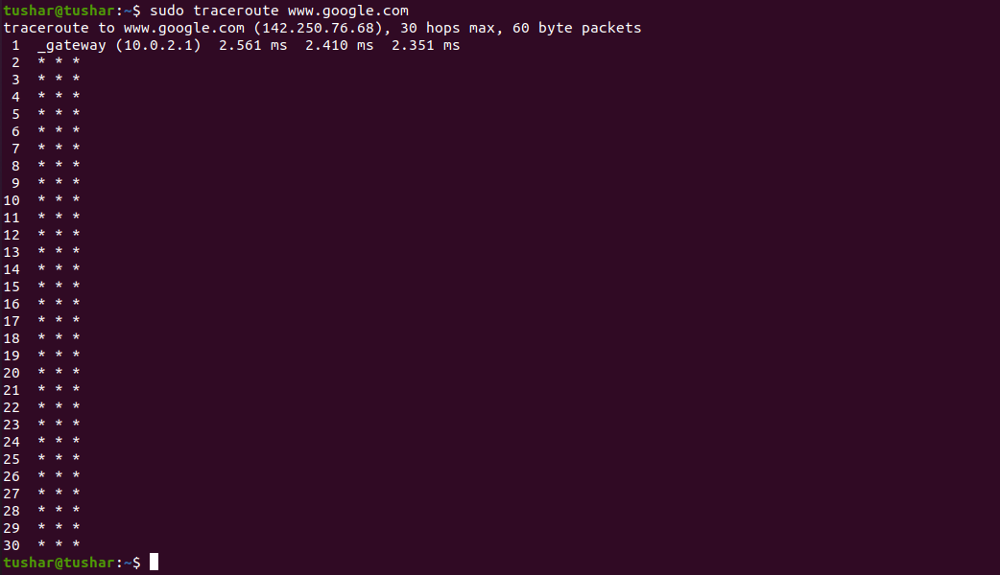 tushar@tushar:~$ sudo traceroute www.google.com
traceroute to www.google.com (142.250.76.68), 30 hops max, 60 byte packets
 1  _gateway (10.0.2.1)  2.561 ms  2.410 ms  2.351 ms
 2  * * *
 3  * * *
 4  * * *
 5  * * *
 6  * * *
 7  * * *
 8  * * *
 9  * * *
10  * * *
11  * * *
12  * * *
13  * * *
14  * * *
15  * * *
16  * * *
17  * * *
18  * * *
19  * * *
20  * * *
21  * * *
22  * * *
23  * * *
24  * * *
25  * * *
26  * * *
27  * * *
28  * * *
29  * * *
30  * * *
tushar@tushar:~$